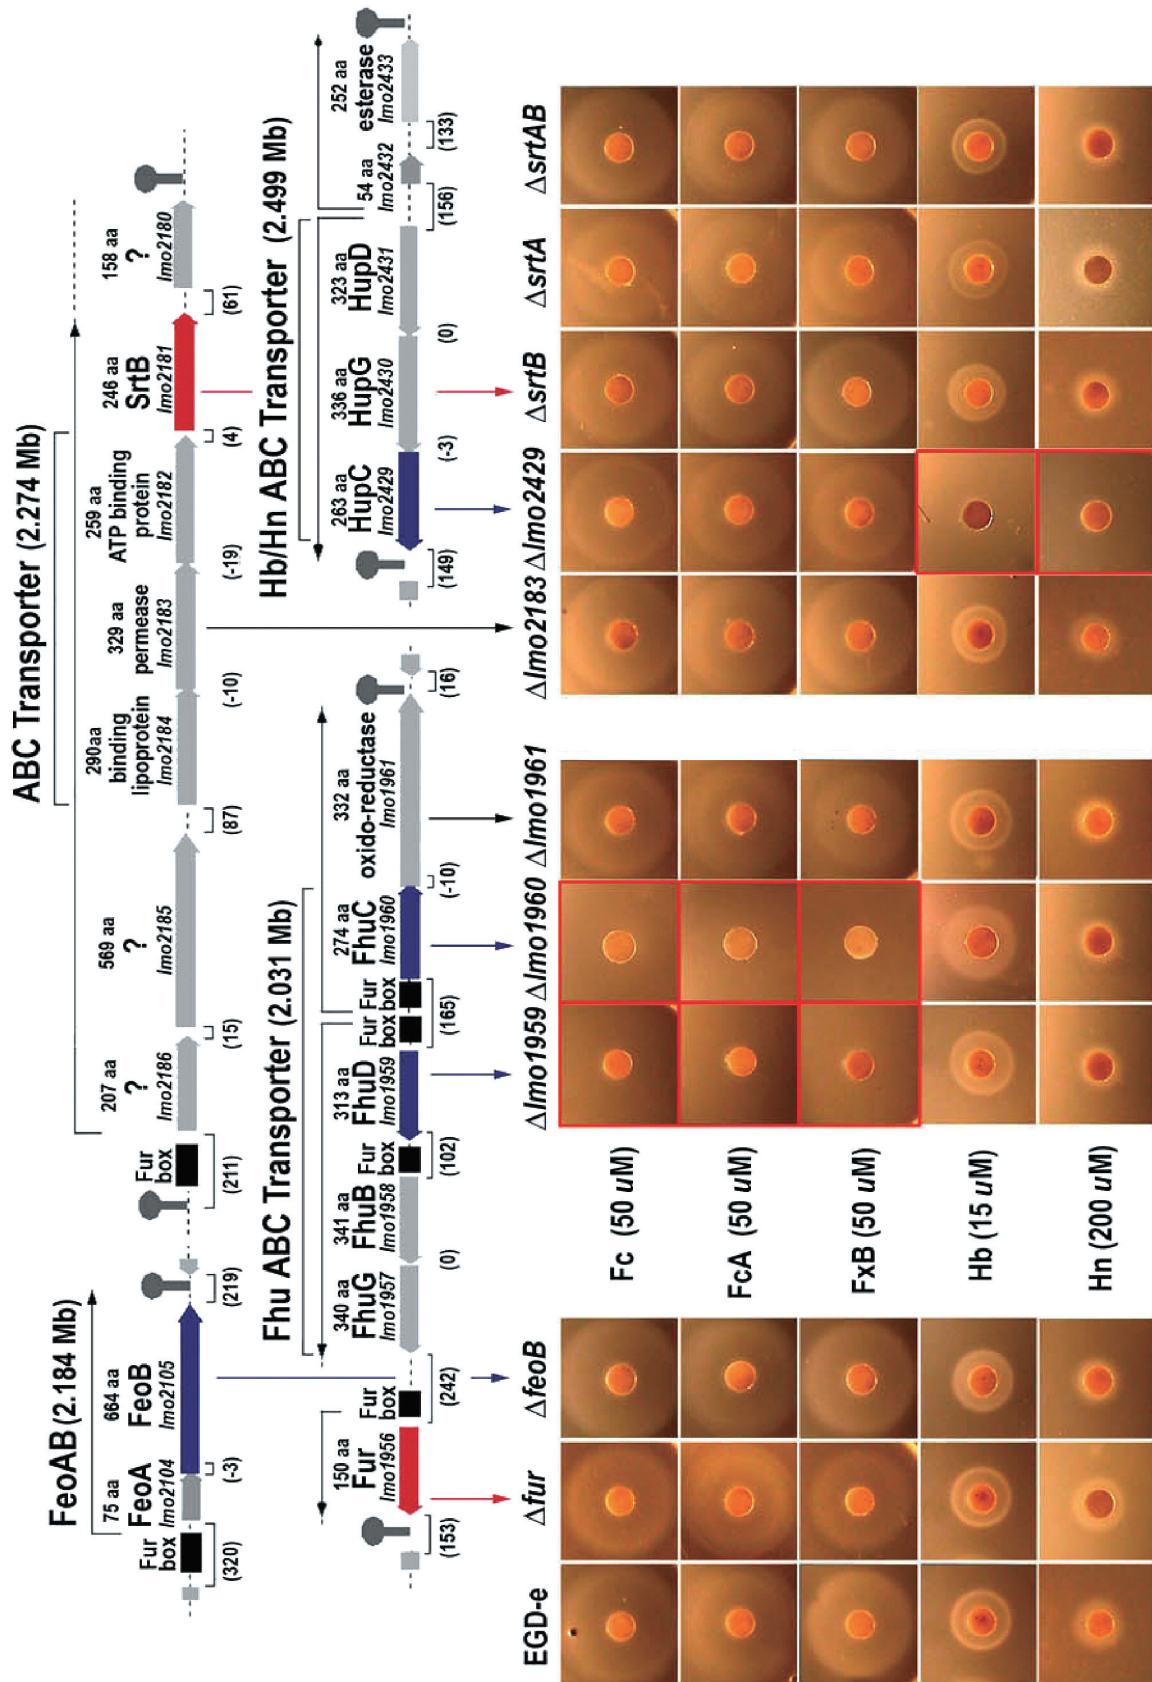 FeoAB (2.184 Mb)
75 aa
FeoA
lmo2104
664 aa
FeoB
lmo2105
Fur
box
(320)
(-3)
(219)
ABC Transporter (2.274 Mb)
Fur
box
(211)
207 aa
?
lmo2186
(15)
569 aa
?
lmo2185
(87)
290aa
binding
lipoprotein
lmo2184
(-10)
329 aa
permease
lmo2183
(-19)
259 aa
ATP binding
protein
lmo2182
(4)
246 aa
SrtB
lmo2181
(61)
158 aa
?
lmo2180
Fhu ABC Transporter (2.031 Mb)
(153)
150 aa
Fur
lmo1956
Fur
box
(242)
340 aa
FhuG
lmo1957
(0)
341 aa
FhuB
lmo1958
Fur
box
(102)
313 aa
FhuD
lmo1959
Fur
box
Fur
box
(165)
274 aa
FhuC
lmo1960
(-10)
332 aa
oxido-reductase
lmo1961
(16)
Hb/Hn ABC Transporter (2.499 Mb)
(149)
263 aa
HupC
lmo2429
(-3)
336 aa
HupG
lmo2430
(0)
323 aa
HupD
lmo2431
(156)
54 aa
lmo2432
(133)
252 aa
esterase
lmo2433
EGD-e
Δfur
ΔfeoB
Δlmo1959
Δlmo1960
Δlmo1961
Δlmo2183
Δlmo2429
ΔsrtB
ΔsrtA
ΔsrtAB
Fc (50 uM)
FcA (50 uM)
FxB (50 uM)
Hb (15 uM)
Hn (200 uM)